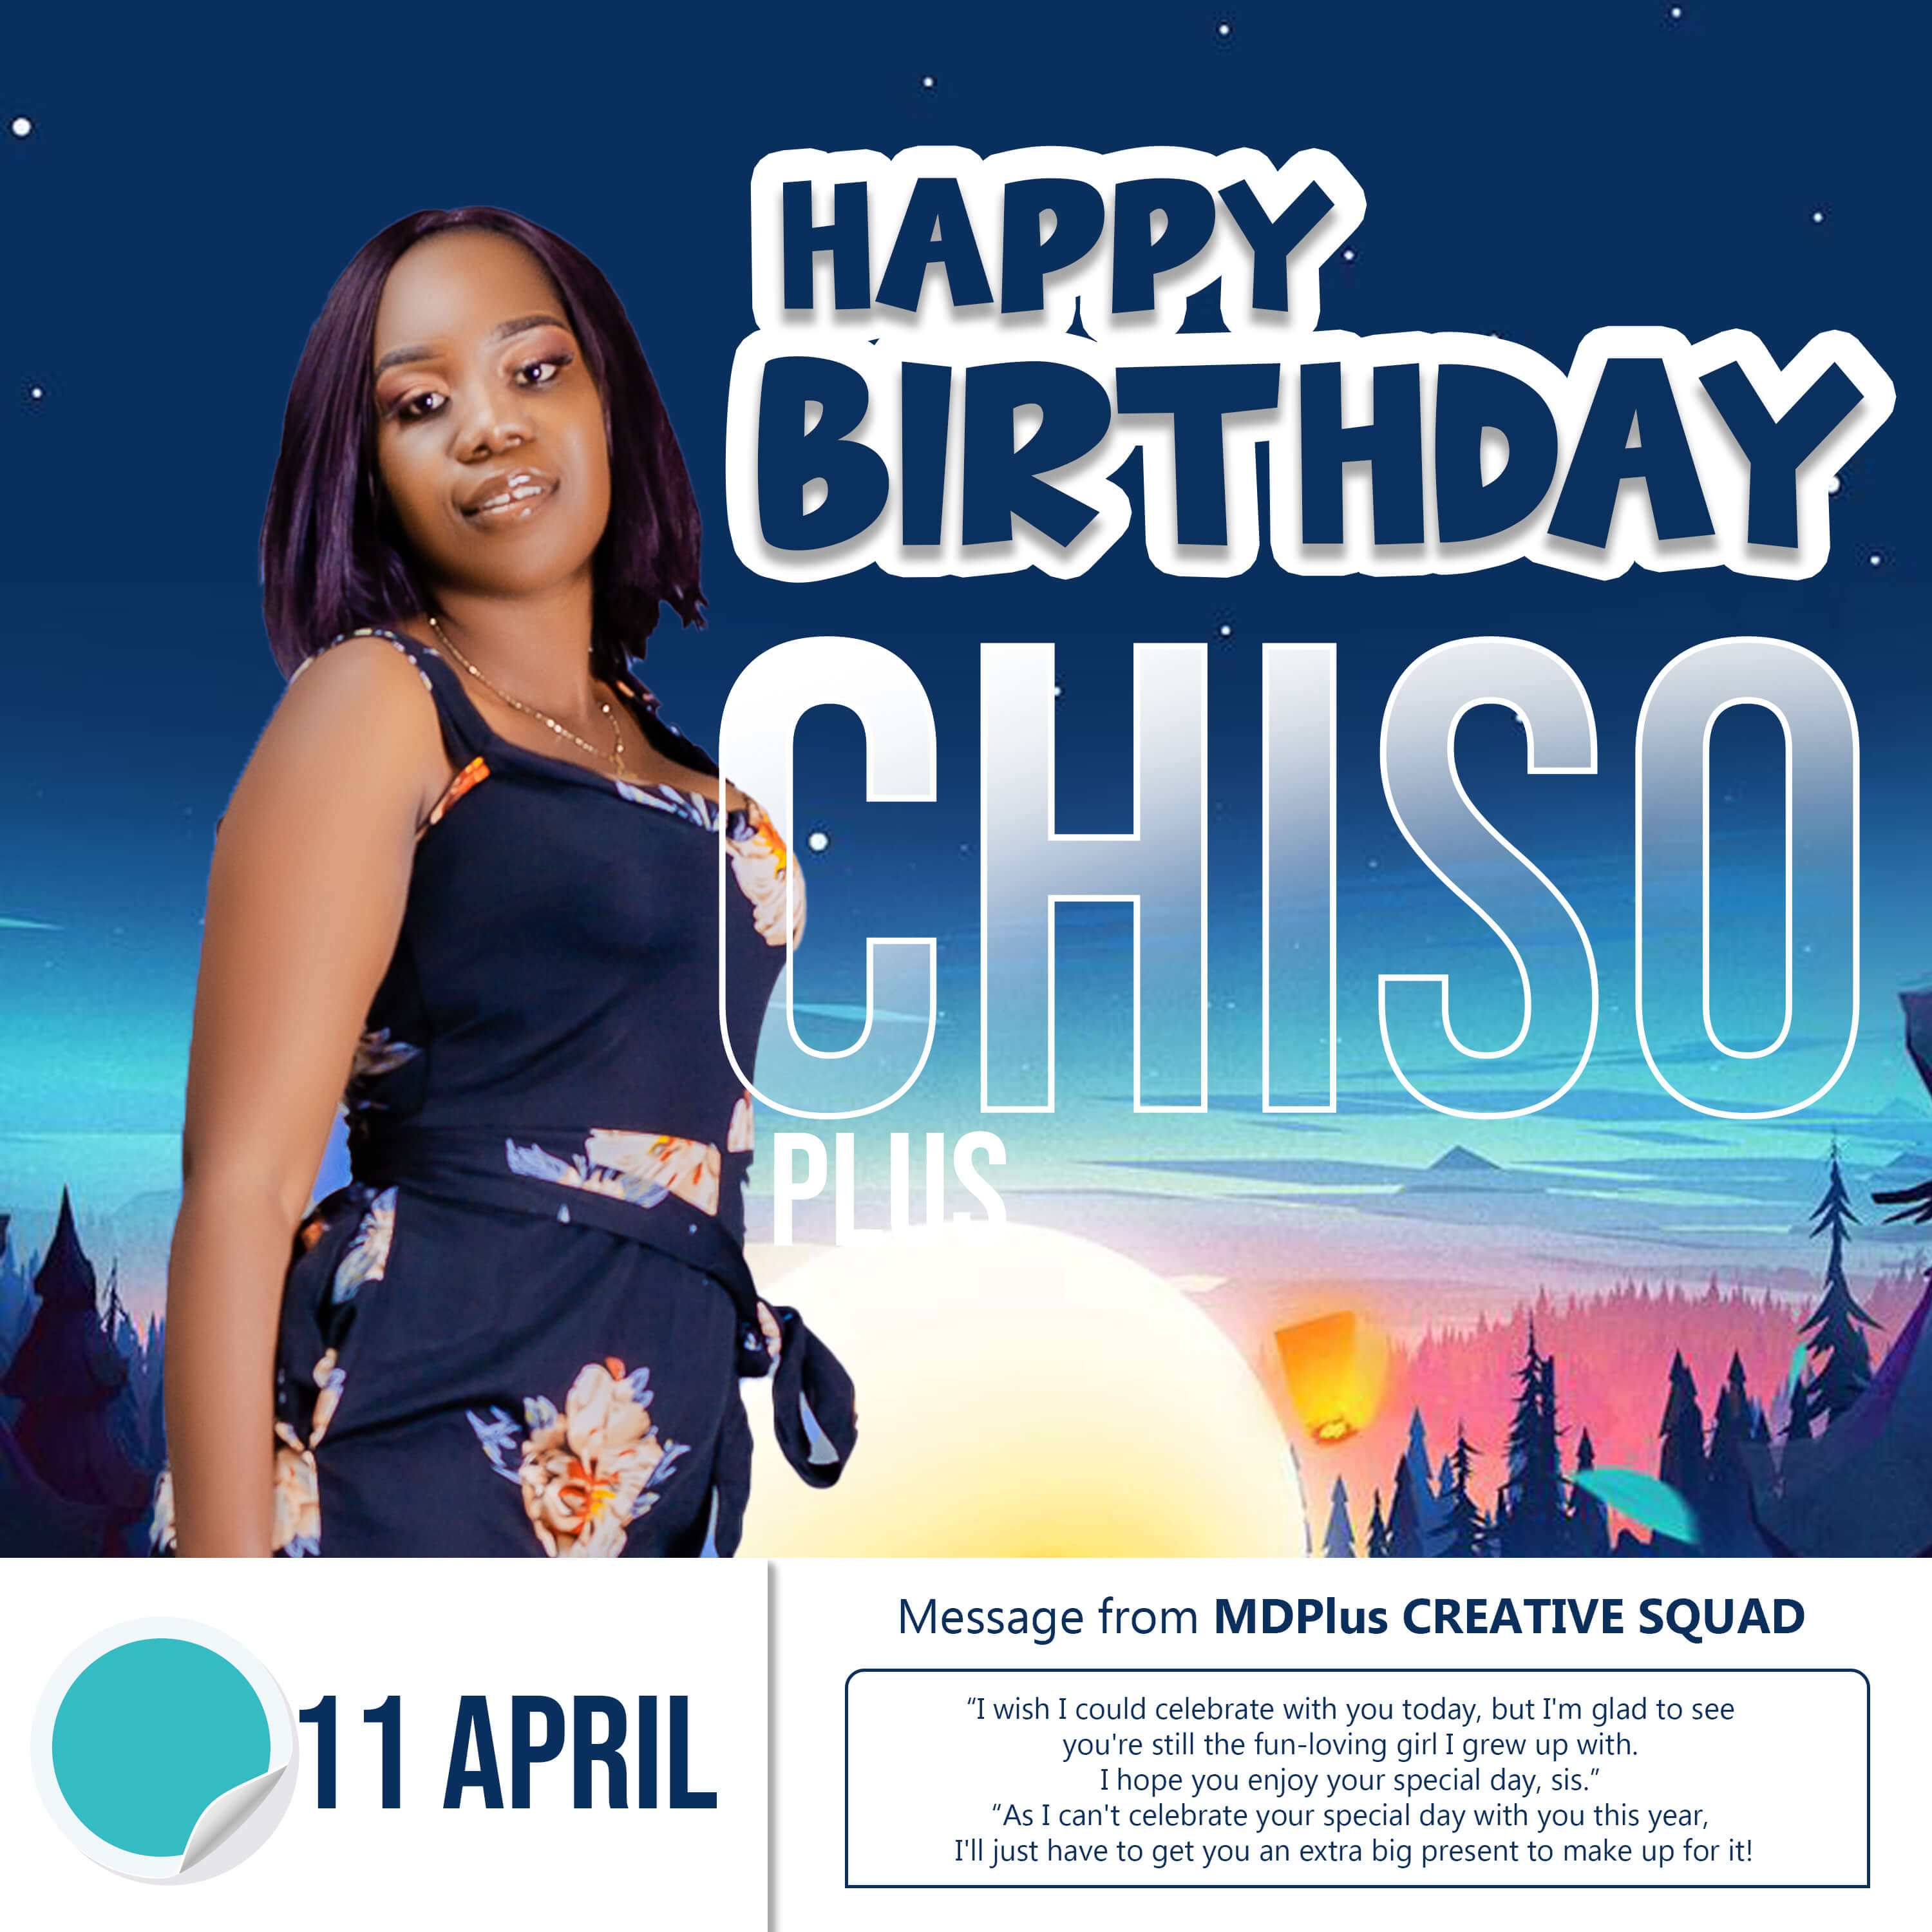 HAPPY
BIRTHDAY
CHISO
PLUS
11 APRIL
Message from MDPlus CREATIVE SQUAD
“I wish I could celebrate with you today, but I'm glad to see
you're still the fun-loving girl I grew up with.
I hope you enjoy your special day, sis.”
“As I can't celebrate your special day with you this year,
I'll just have to get you an extra big present to make up for it!